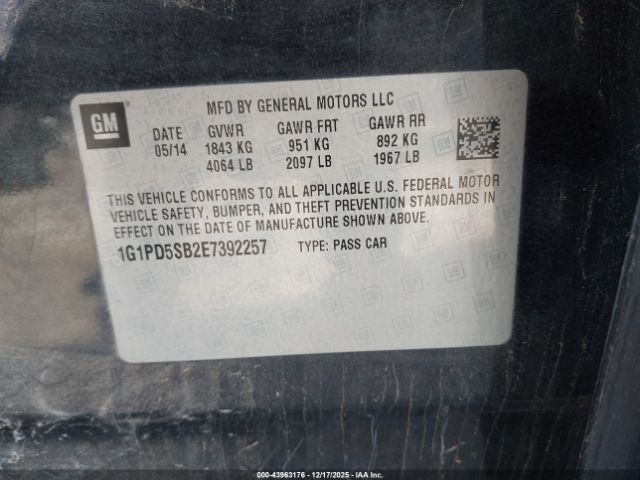 GM
MFD BY GENERAL MOTORS LLC
DATE GVWR GAWR FRT GAWR RR
05/14 1843 KG 951 KG 892 KG
4064 LB 2097 LB 1967 LB
THIS VEHICLE CONFORMS TO ALL APPLICABLE U.S. FEDERAL MOTOR
VEHICLE SAFETY, BUMPER, AND THEFT PREVENTION STANDARDS IN
EFFECT ON THE DATE OF MANUFACTURE SHOWN ABOVE.
1G1PD5SB2E7392257 TYPE: PASS CAR
000-43963176 - 12/17/2025 - IAA Inc.